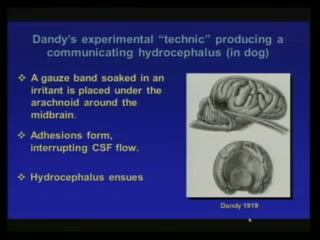 Dandy's experimental "technic" producing a
communicating hydrocephalus (in dog)
A gauze band soaked in an
irritant is placed under the
arachnoid around the
midbrain.
Adhesions form,
interrupting CSF flow.
Hydrocephalus ensues
Dandy 1919